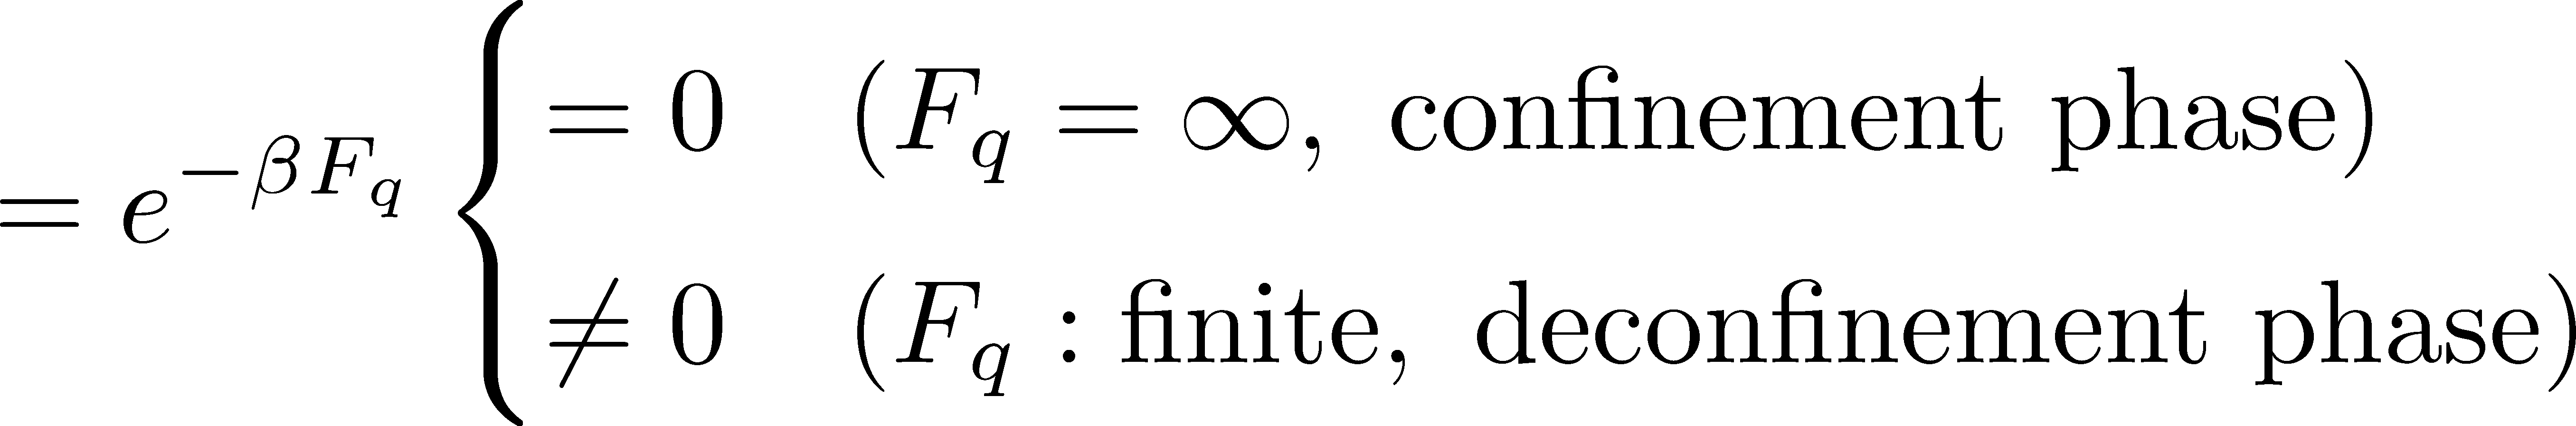 = e^{-βF_q} { = 0 (F_q = ∞, confinement phase)
≠ 0 (F_q : finite, deconfinement phase)